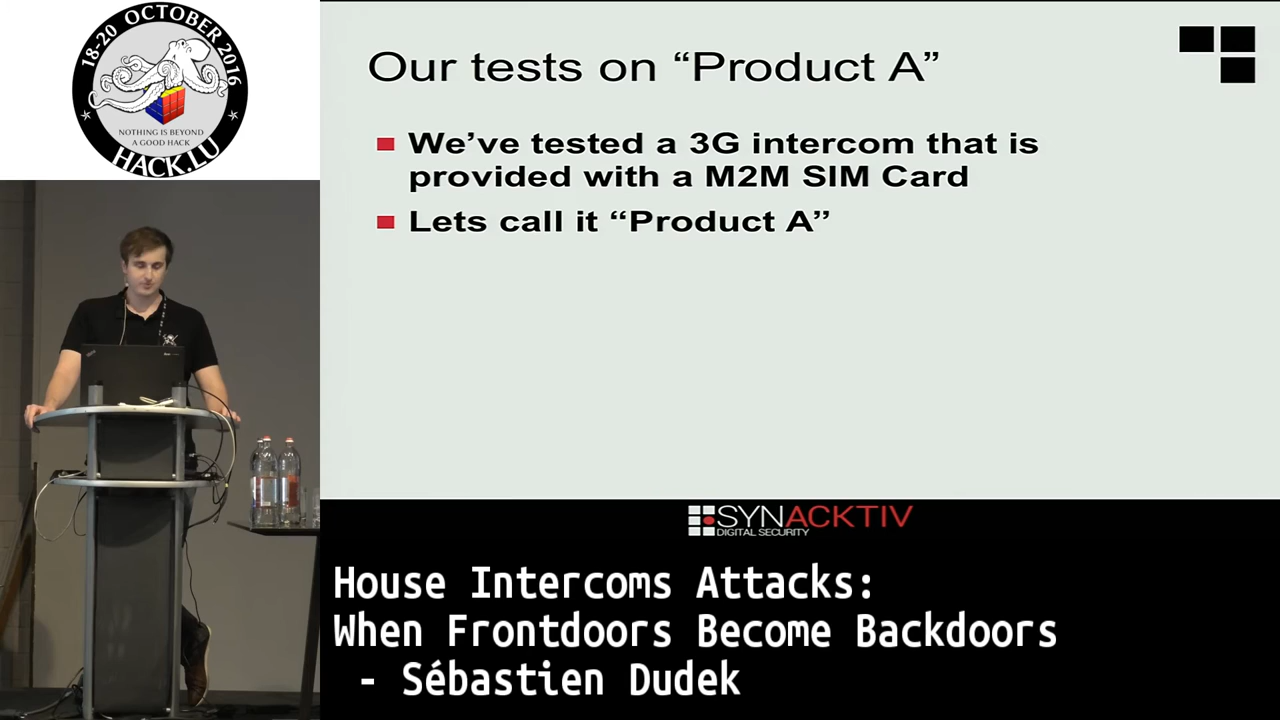 18-20 OCTOBER 2016
NOTHING IS BEYOND
A GOOD HACK
HACK.LU
Our tests on “Product A”
We’ve tested a 3G intercom that is
provided with a M2M SIM Card
Lets call it “Product A”
SYNACKTIV
DIGITAL SECURITY
House Intercoms Attacks:
When Frontdoors Become Backdoors
- Sébastien Dudek